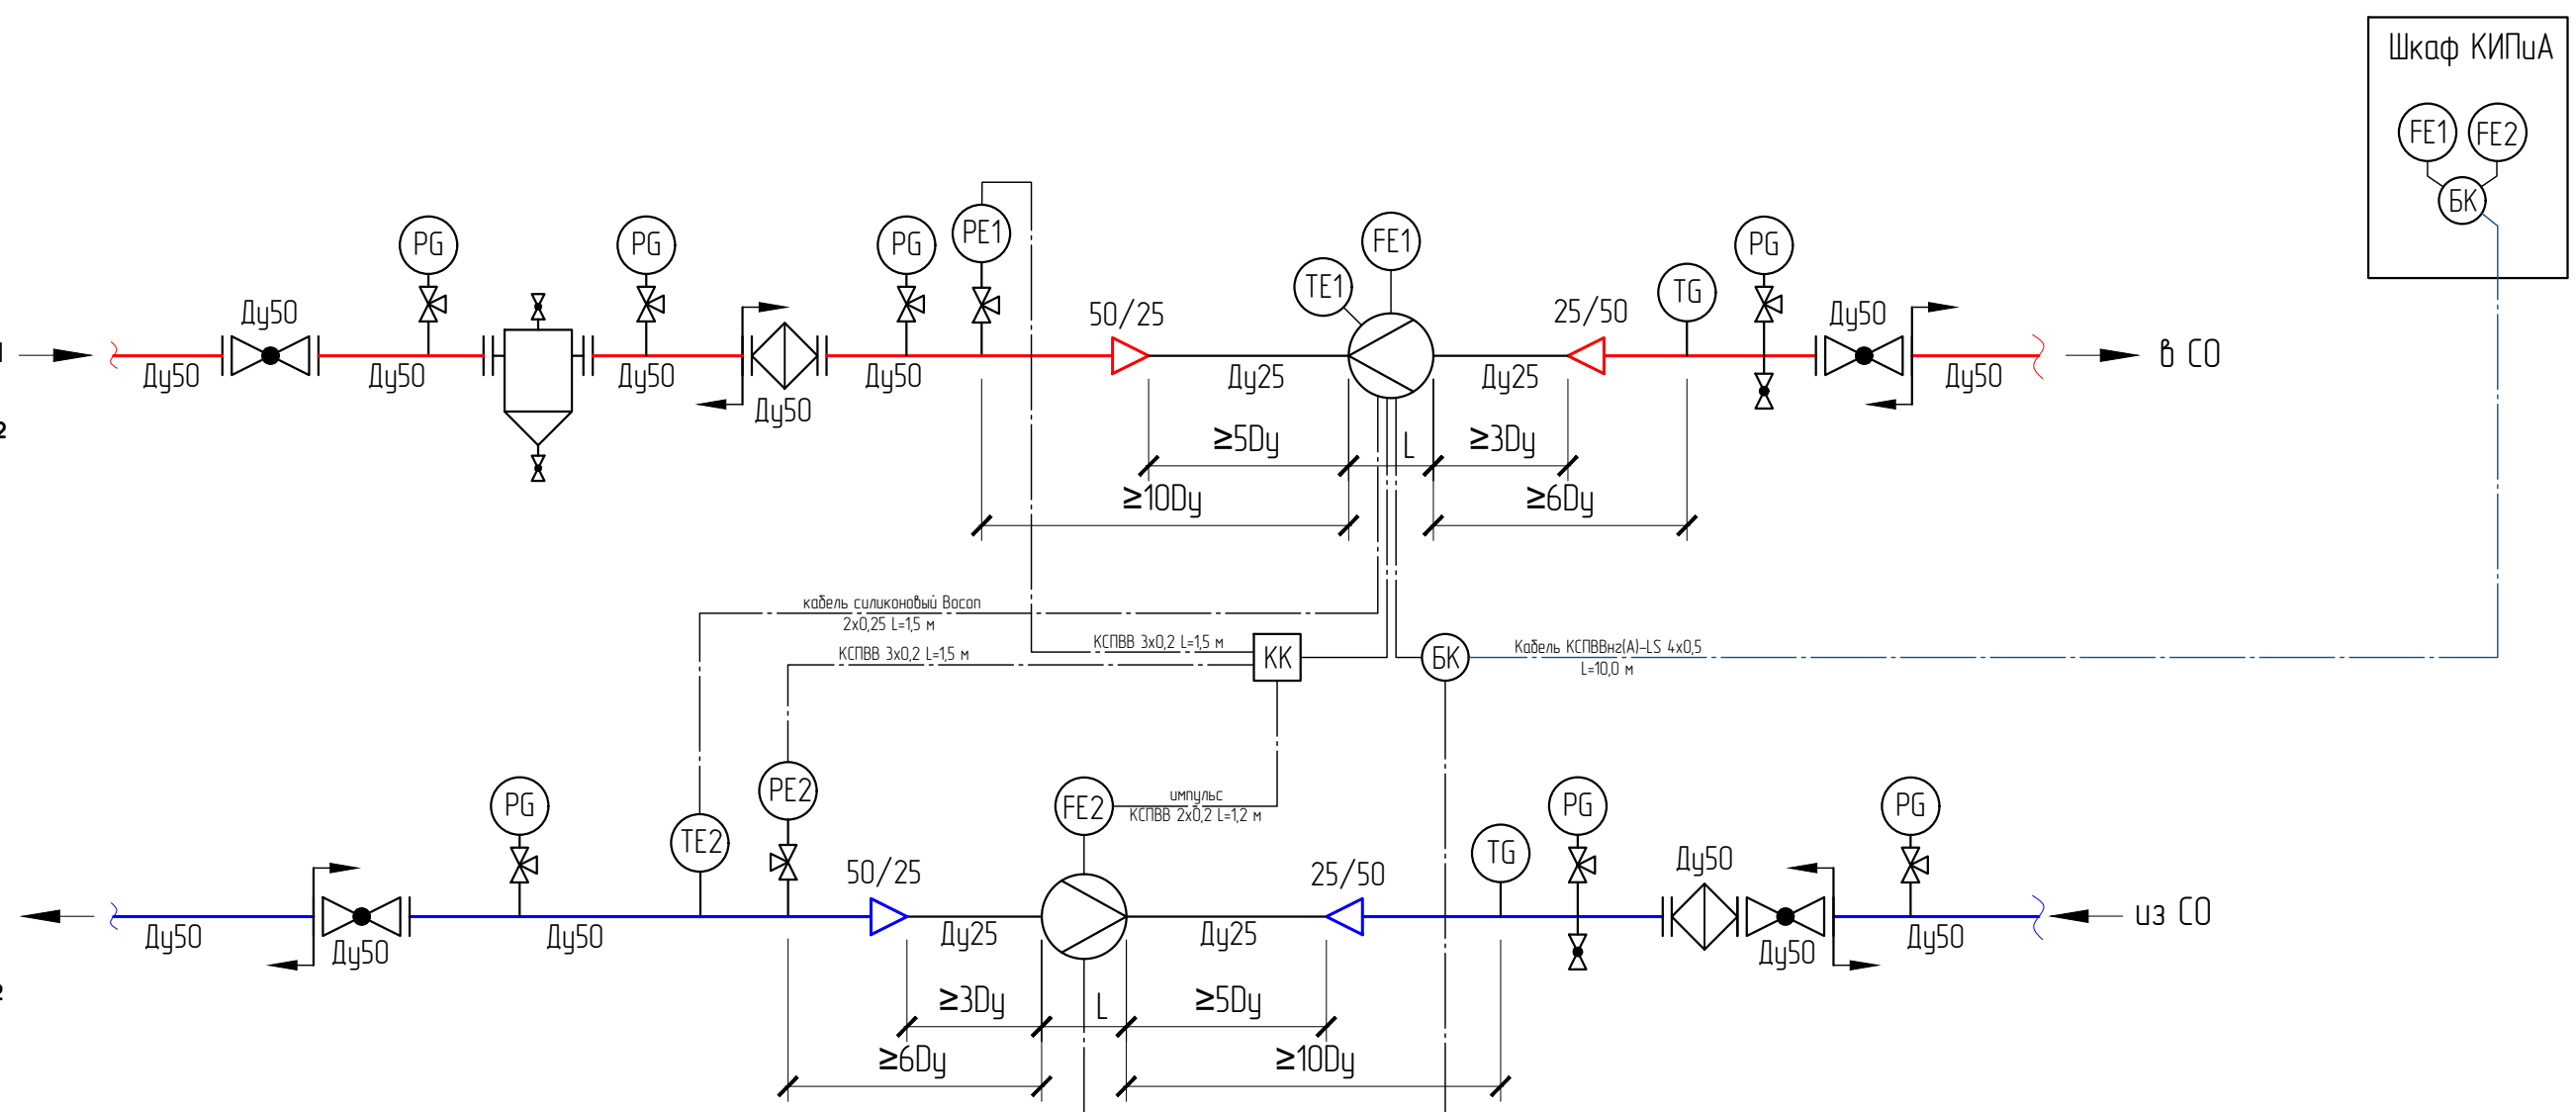 Шкаф КИПиА
FE1
FE2
БК
PG
PG
PG
PE1
FE1
TE1
TG
PG
Ду50
50/25
25/50
Ду50
в СО
Ду50
Ду50
Ду50
Ду50
Ду50
Ду25
Ду25
Ду50
≥5Dy
L
≥3Dy
≥10Dy
≥6Dy
кабель силиконовый Восоп
2х0,25 L=1,5 м
КСПВВ 3х0,2 L=1,5 м
КСПВВ 3х0,2 L=1,5 м
КК
БК
Кабель КСПВВнг(А)-LS 4х0,5
L=10,0 м
PG
TE2
PE2
FE2
импульс
КСПВВ 2х0,2 L=1,2 м
TG
PG
PG
50/25
25/50
Ду50
из СО
Ду50
Ду50
Ду50
Ду25
Ду25
Ду50
Ду50
≥3Dy
L
≥5Dy
≥6Dy
≥10Dy